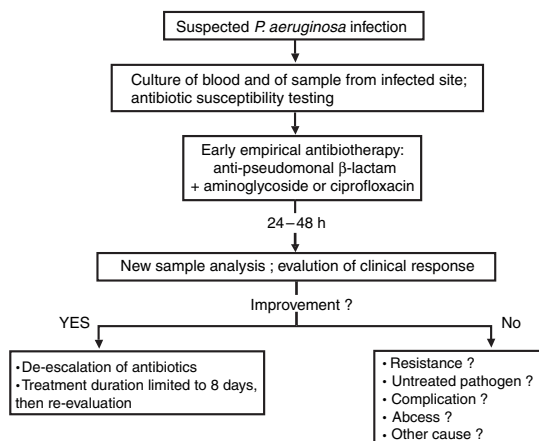 Suspected P. aeruginosa infection
Culture of blood and of sample from infected site;
antibiotic susceptibility testing
Early empirical antibiotherapy:
anti-pseudomonal β-lactam
+ aminoglycoside or ciprofloxacin
24–48 h
New sample analysis ; evalution of clinical response
Improvement ?
YES
No
•De-escalation of antibiotics
•Treatment duration limited to 8 days,
then re-evaluation
• Resistance ?
• Untreated pathogen ?
• Complication ?
• Abcess ?
• Other cause ?